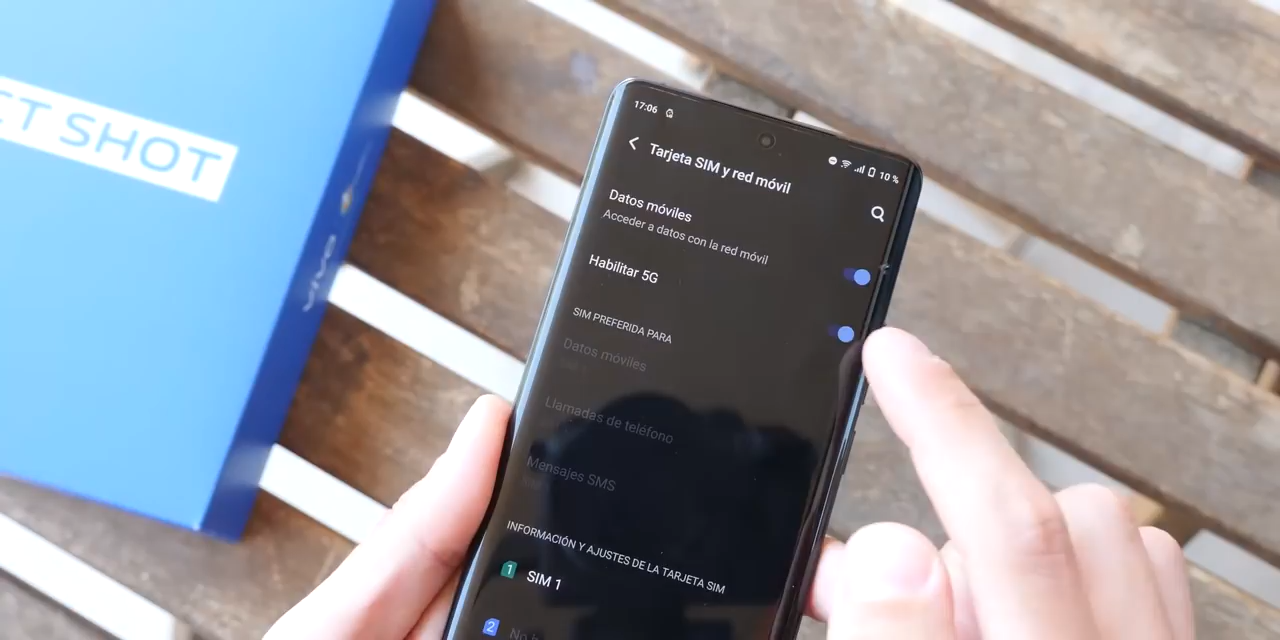 CT SHOT
vivo
17:06
10 %
Tarjeta SIM y red móvil
Datos móviles
Acceder a datos con la red móvil
Habilitar 5G
SIM PREFERIDA PARA
Datos móviles
Llamadas de teléfono
Mensajes SMS
INFORMACIÓN Y AJUSTES DE LA TARJETA SIM
1
SIM 1
2